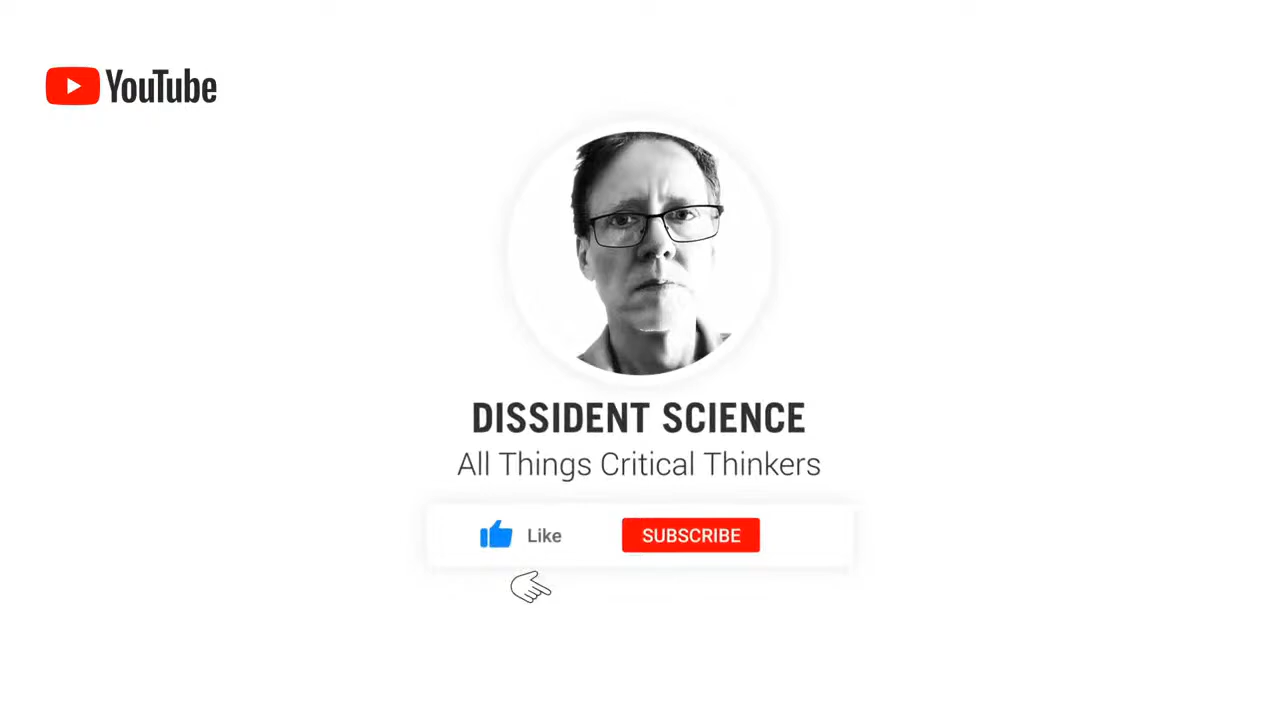 YouTube
DISSIDENT SCIENCE
All Things Critical Thinkers
Like
SUBSCRIBE